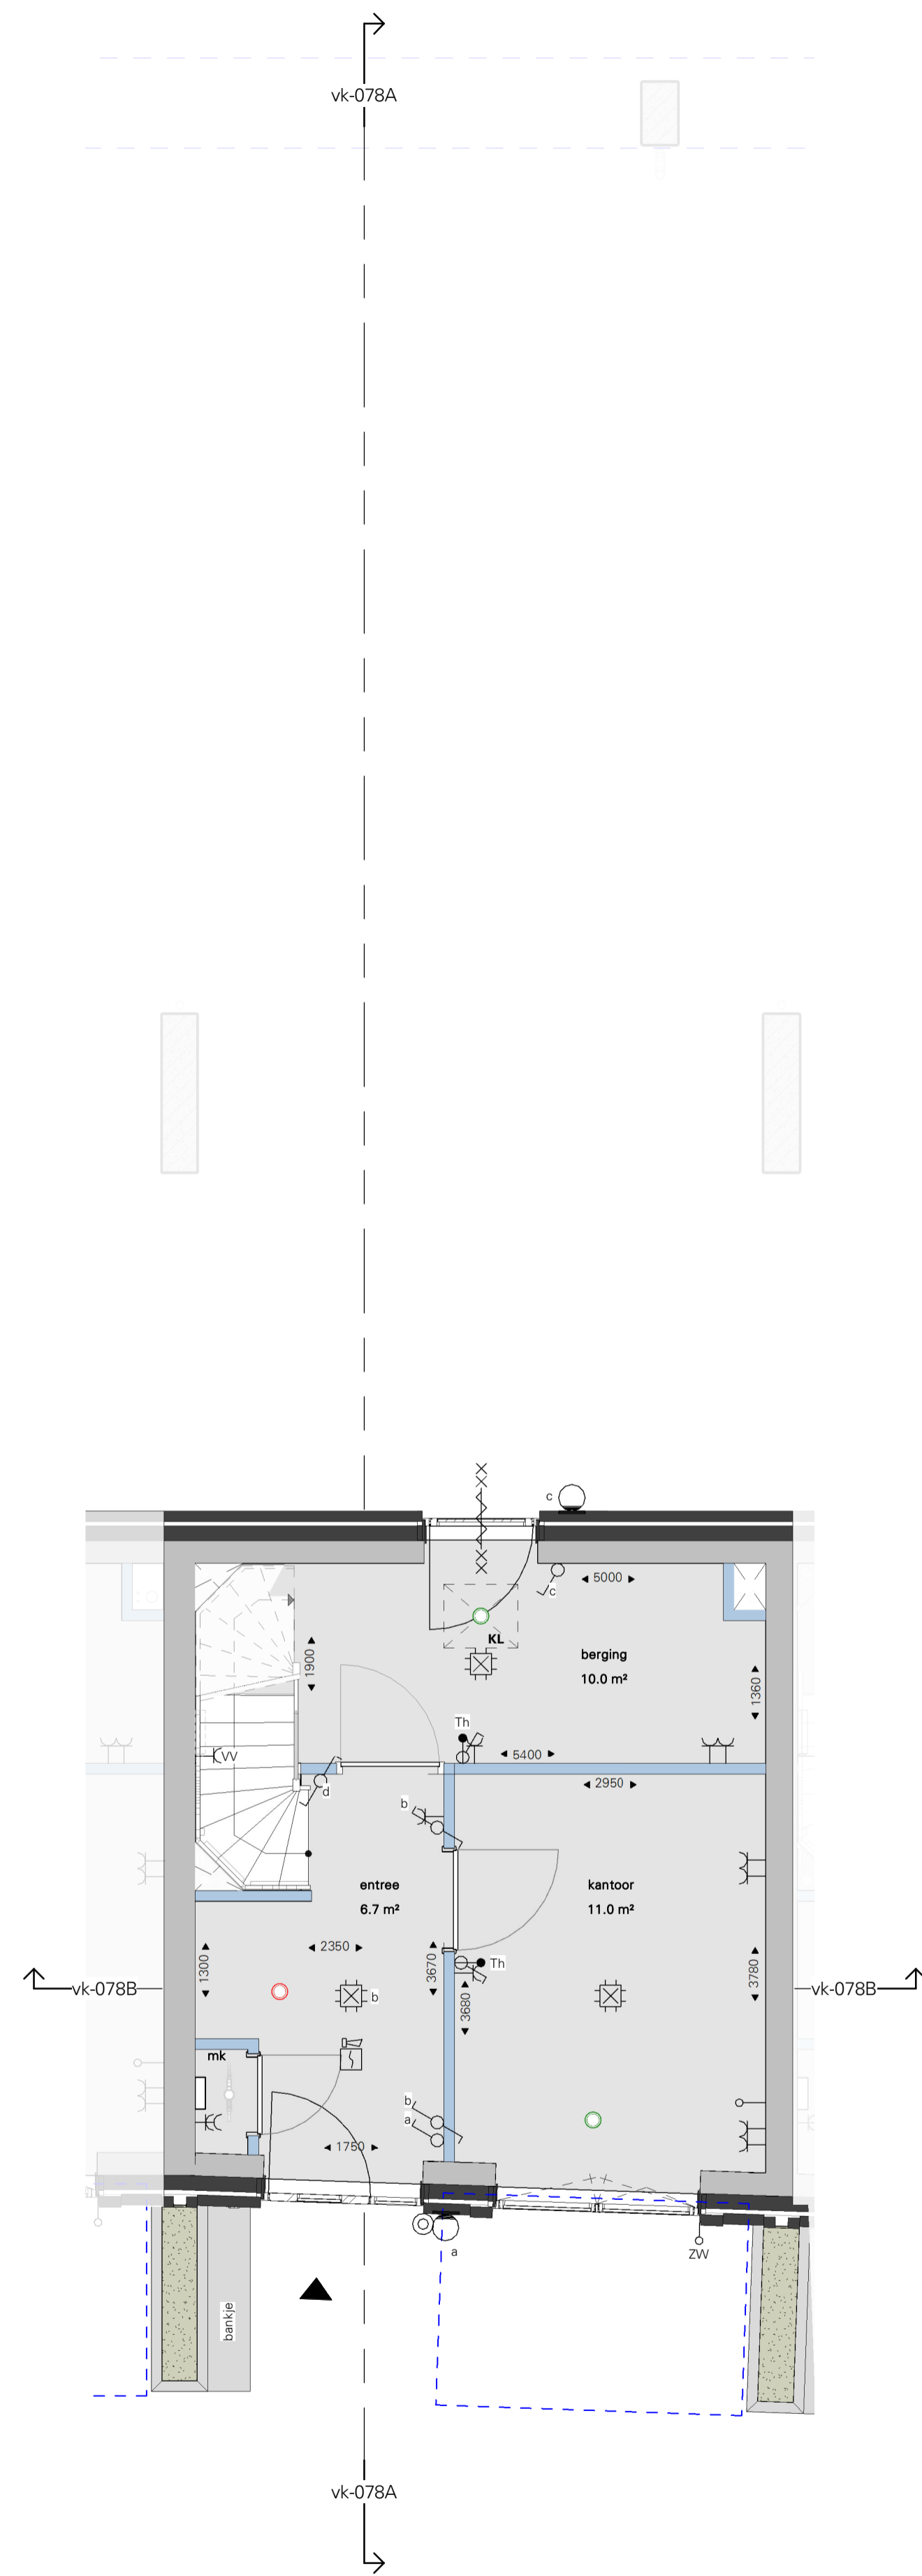 vk-078A
c
c
5000
KL
berging
10.0 m²
1900
1360
Th
VV
5400
d
2950
b
entree
6.7 m²
kantoor
11.0 m²
2350
1300
3670
Th
3780
vk-078B
vk-078B
b
3680
mk
b
a
1750
a
ZW
bankje
vk-078A